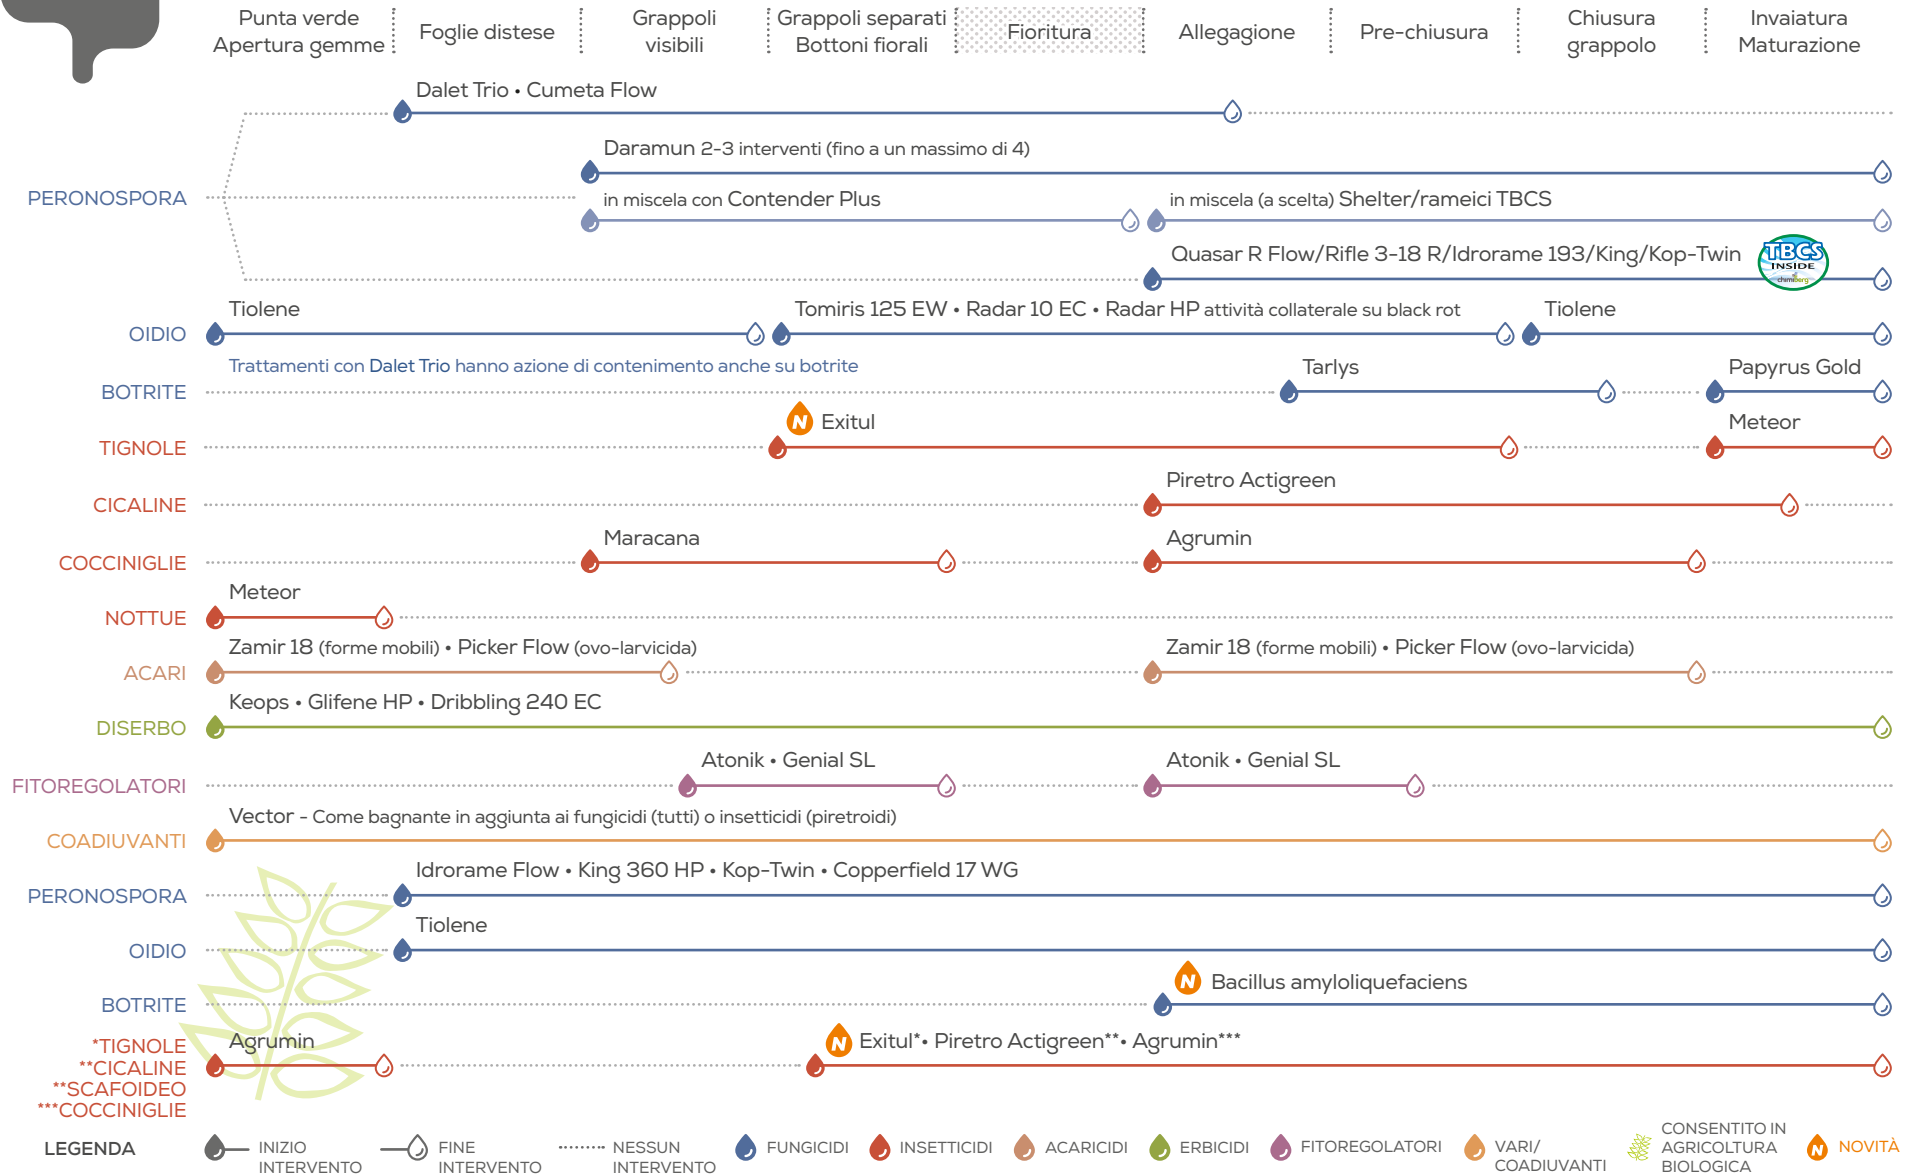 Punta verde
Apertura gemme
Foglie distese
Grappoli
visibili
Grappoli separati
Bottoni fiorali
Fioritura
Allegagione
Pre-chiusura
Chiusura
grappolo
Invaiatura
Maturazione
Dalet Trio • Cumeta Flow
Daramun 2-3 interventi (fino a un massimo di 4)
PERONOSPORA
in miscela con Contender Plus
in miscela (a scelta) Shelter/rameici TBCS
Quasar R Flow/Rifle 3-18 R/Idrorame 193/King/Kop-Twin
TBCS
INSIDE
chimiberg
Tiolene
Tomiris 125 EW • Radar 10 EC • Radar HP attività collaterale su black rot
Tiolene
OIDIO
Trattamenti con Dalet Trio hanno azione di contenimento anche su botrite
Tarlys
Papyrus Gold
BOTRITE
N Exitul
Meteor
TIGNOLE
Piretro Actigreen
CICALINE
Maracana
Agrumin
COCCINIGLIE
Meteor
NOTTUE
Zamir 18 (forme mobili) • Picker Flow (ovo-larvicida)
Zamir 18 (forme mobili) • Picker Flow (ovo-larvicida)
ACARI
Keops • Glifene HP • Dribbling 240 EC
DISERBO
Atonik • Genial SL
Atonik • Genial SL
FITOREGOLATORI
Vector - Come bagnante in aggiunta ai fungicidi (tutti) o insetticidi (piretroidi)
COADIUVANTI
Idrorame Flow • King 360 HP • Kop-Twin • Copperfield 17 WG
PERONOSPORA
Tiolene
OIDIO
N Bacillus amyloliquefaciens
BOTRITE
Agrumin
N Exitul*• Piretro Actigreen**• Agrumin***
*TIGNOLE
**CICALINE
**SCAFOIDEO
***COCCINIGLIE
LEGENDA
INIZIO
INTERVENTO
FINE
INTERVENTO
NESSUN
INTERVENTO
FUNGICIDI
INSETTICIDI
ACARICIDI
ERBICIDI
FITOREGOLATORI
VARI/
COADIUVANTI
CONSENTITO IN
AGRICOLTURA
BIOLOGICA
N NOVITÀ